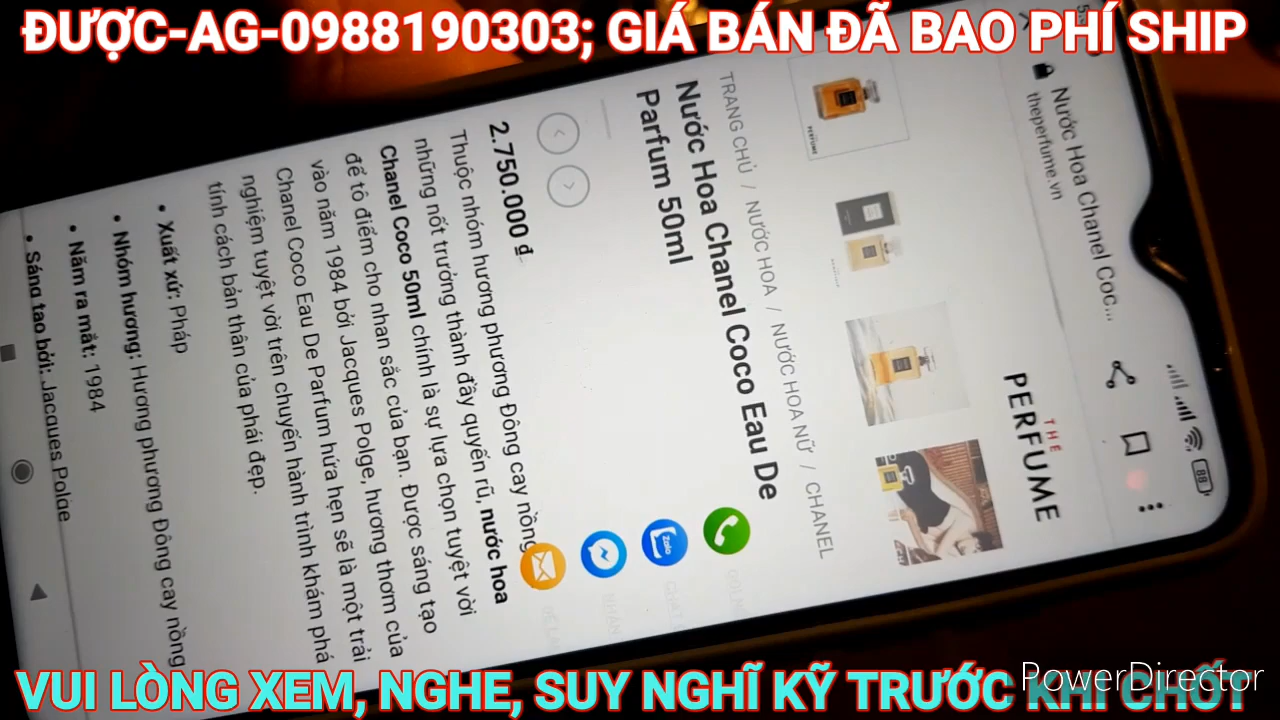 ĐƯỢC-AG-0988190303; GIÁ BÁN ĐÃ BAO PHÍ SHIP
Nước Hoa Chanel Coc...
theperfume.vn
88
THE
PERFUME
TRANG CHỦ / NƯỚC HOA / NƯỚC HOA NỮ / CHANEL
Nước Hoa Chanel Coco Eau De
Parfum 50ml
2.750.000 ₫
Thuộc nhóm hương phương Đông cay nồng
những nốt trưởng thành đầy quyến rũ, nước hoa
Chanel Coco 50ml chính là sự lựa chọn tuyệt vời
để tô điểm cho nhan sắc của bạn. Được sáng tạo
vào năm 1984 bởi Jacques Polge, hương thơm của
Chanel Coco Eau De Parfum hứa hẹn sẽ là một trải
nghiệm tuyệt vời trên chuyến hành trình khám phá
tính cách bản thân của phái đẹp.
• Xuất xứ: Pháp
• Nhóm hương: Hương phương Đông cay nồng
• Năm ra mắt: 1984
• Sáng tạo bởi: Jacques Polge
Zalo
VUI LÒNG XEM, NGHE, SUY NGHĨ KỸ TRƯỚC KHI CHỐT
PowerDirector